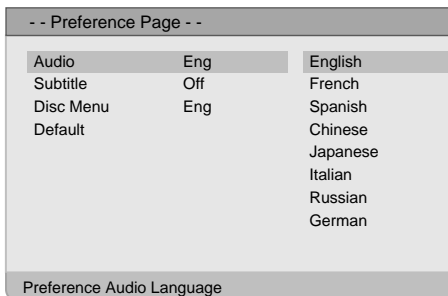 - - Preference Page - -
Audio Eng English
Subtitle Off French
Disc Menu Eng Spanish
Default Chinese
Japanese
Italian
Russian
German
Preference Audio Language